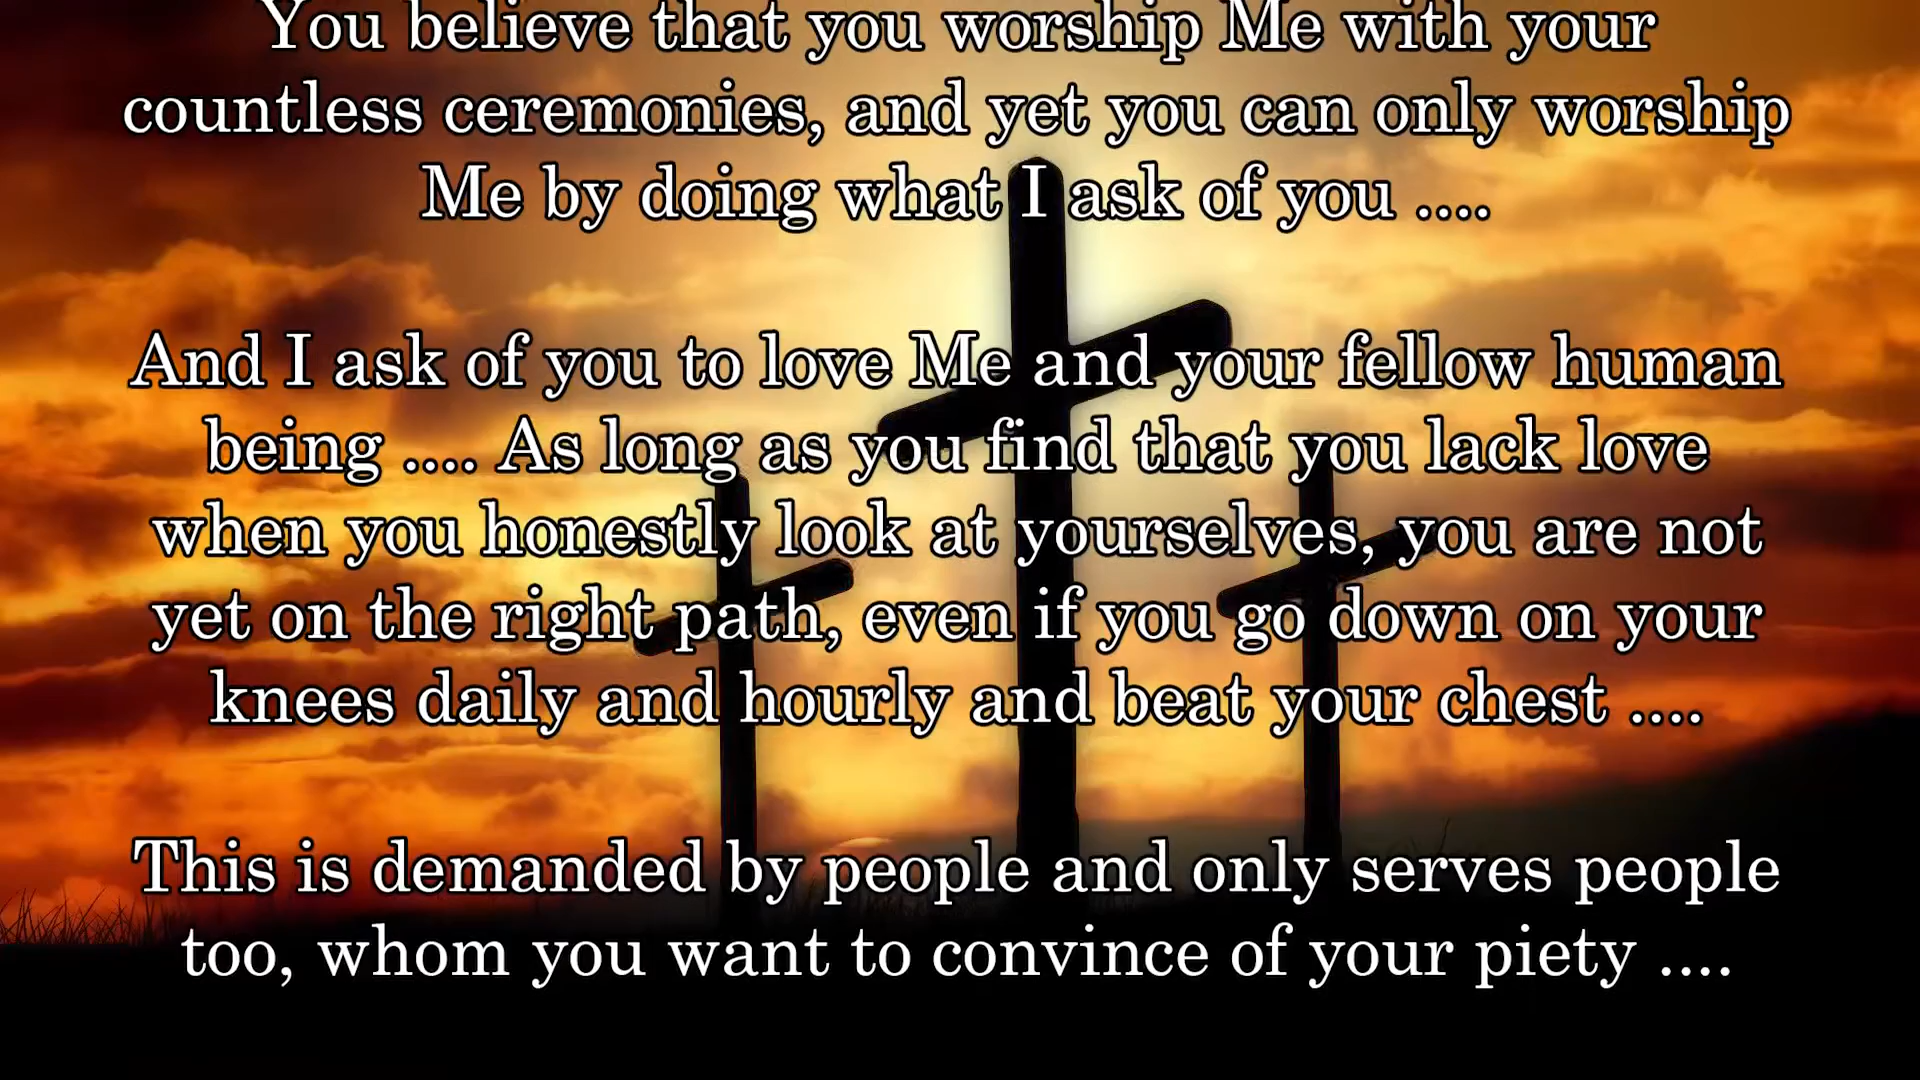 You believe that you worship Me with your
countless ceremonies, and yet you can only worship
Me by doing what I ask of you ....
And I ask of you to love Me and your fellow human
being .... As long as you find that you lack love
when you honestly look at yourselves, you are not
yet on the right path, even if you go down on your
knees daily and hourly and beat your chest ....
This is demanded by people and only serves people
too, whom you want to convince of your piety ....